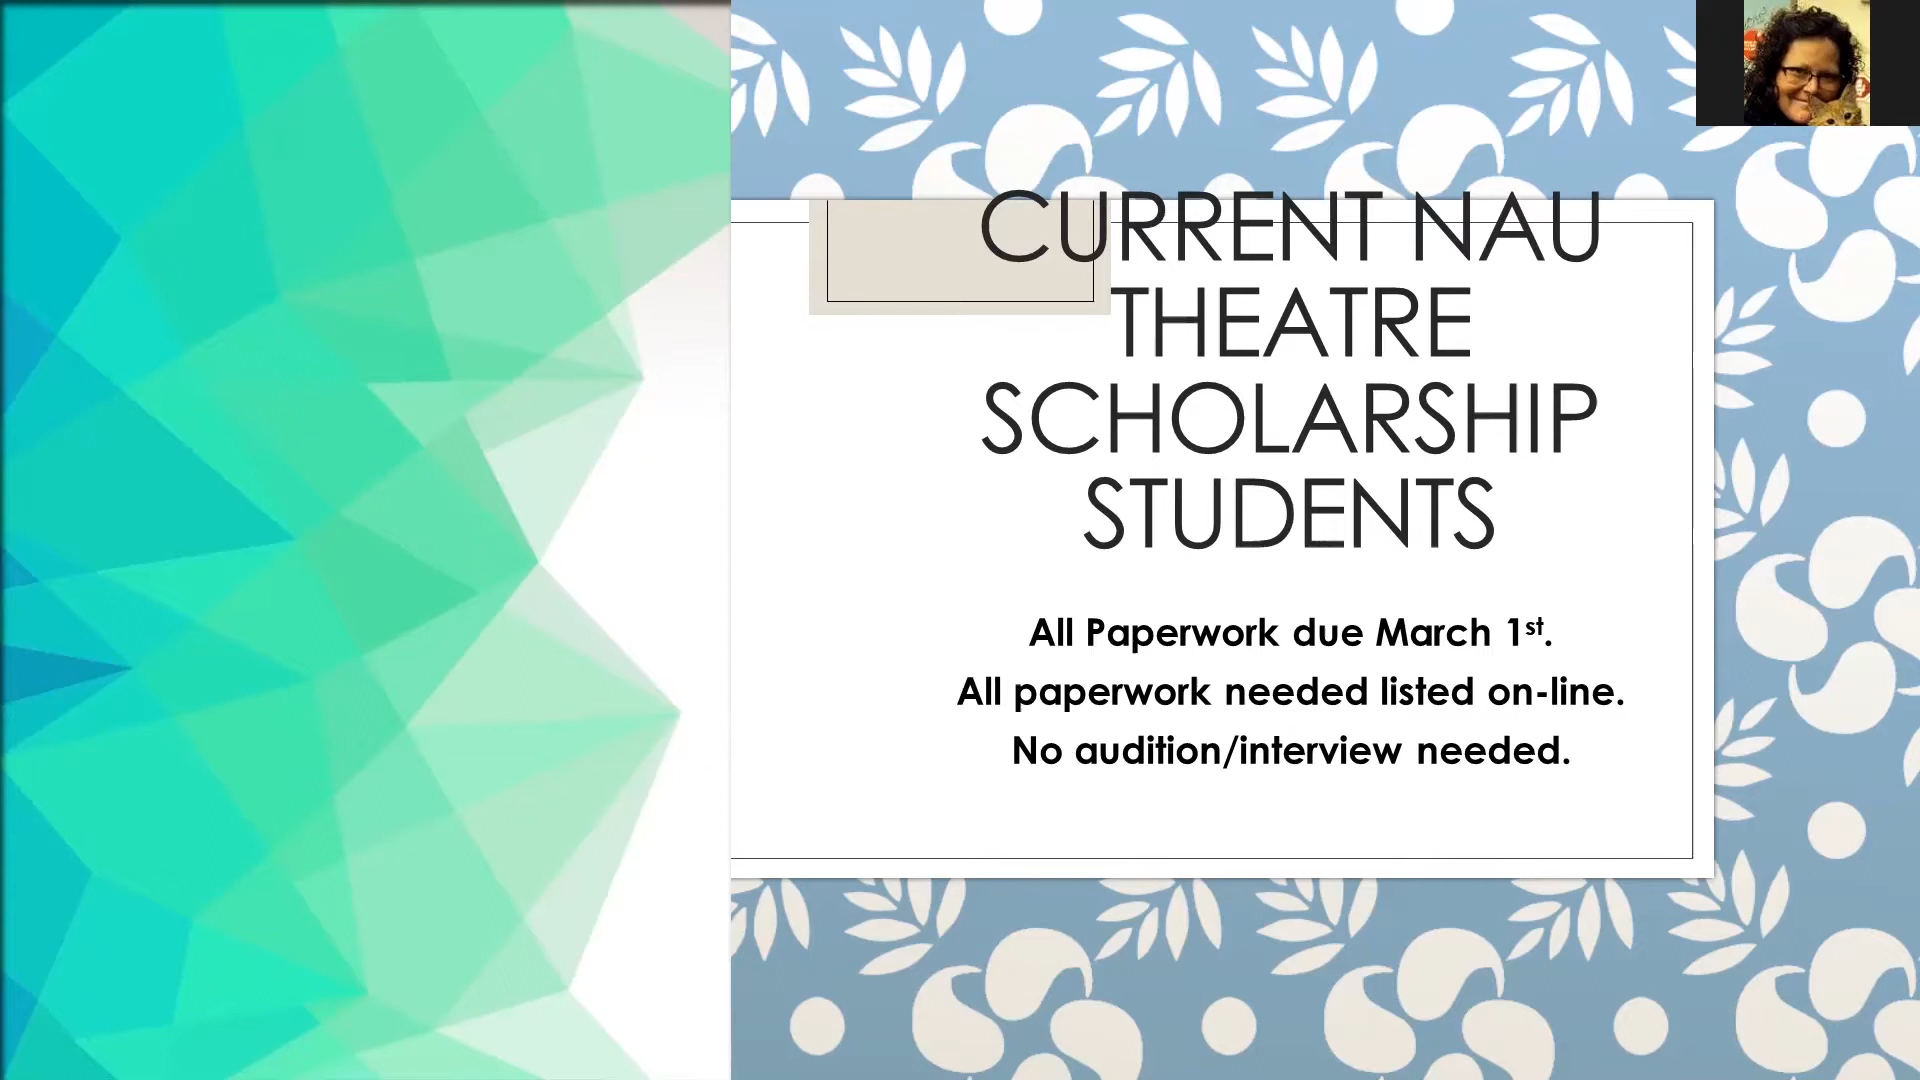 CURRENT NAU
THEATRE
SCHOLARSHIP
STUDENTS
All Paperwork due March 1st.
All paperwork needed listed on-line.
No audition/interview needed.